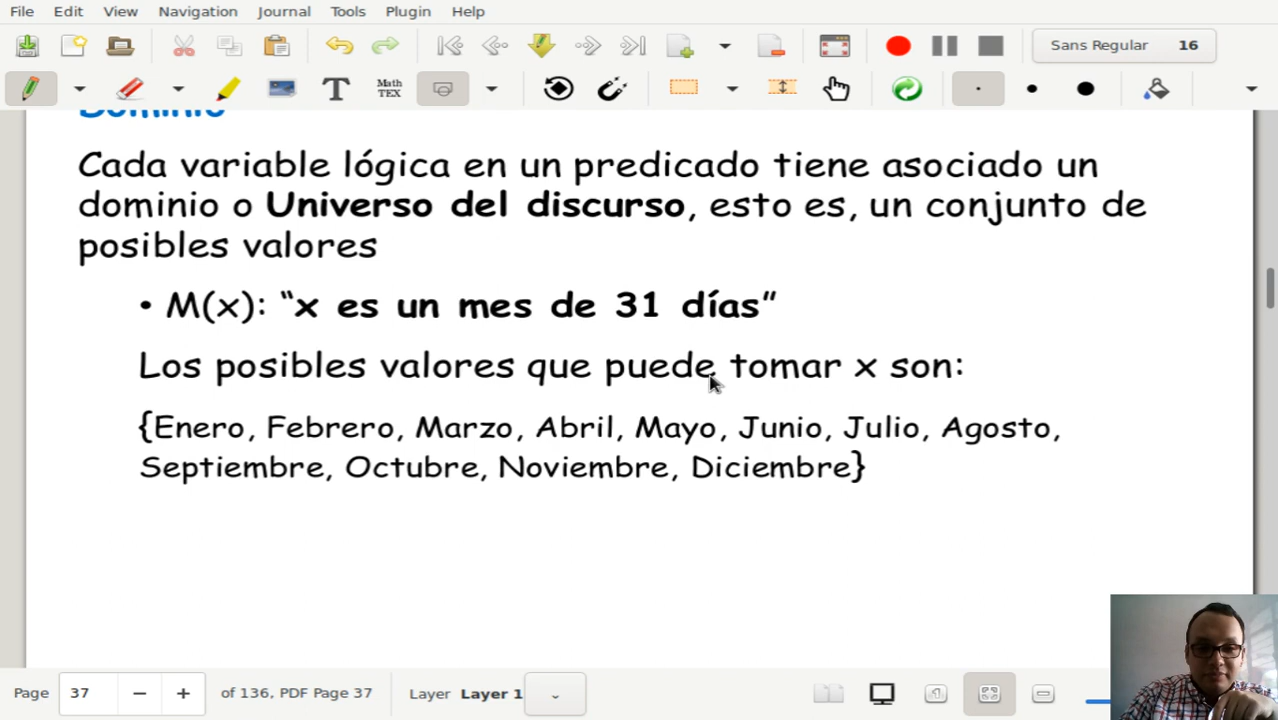 File Edit View Navigation Journal Tools Plugin Help
Sans Regular 16
T Math TEX
Dominio
Cada variable lógica en un predicado tiene asociado un
dominio o Universo del discurso, esto es, un conjunto de
posibles valores
• M(x): “x es un mes de 31 días”
Los posibles valores que puede tomar x son:
{Enero, Febrero, Marzo, Abril, Mayo, Junio, Julio, Agosto,
Septiembre, Octubre, Noviembre, Diciembre}
Page 37 − + of 136, PDF Page 37 Layer Layer 1